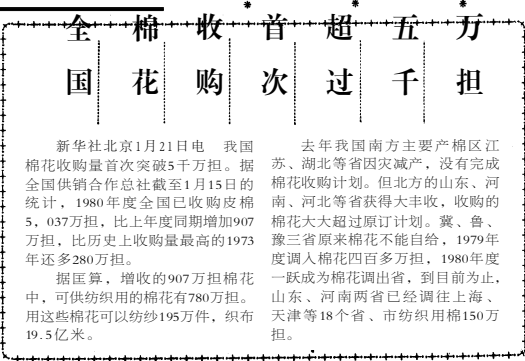 全国棉花收购首次超过五千万担
新华社北京1月21日电　我国
棉花收购量首次突破5千万担。据
全国供销合作总社截至1月15日的
统计，1980年度全国已收购皮棉
5，037万担，比上年度同期增加907
万担，比历史上收购量最高的1973
年还多280万担。
据匡算，增收的907万担棉花
中，可供纺织用的棉花有780万担。
用这些棉花可以纺纱195万件，织布
19.5亿米。
去年我国南方主要产棉区江
苏、湖北等省因灾减产，没有完成
棉花收购计划。但北方的山东、河
南、河北等省获得大丰收，收购的
棉花大大超过原订计划。冀、鲁、
豫三省原来棉花不能自给，1979年
度调入棉花四百多万担，1980年度
一跃成为棉花调出省，到目前为止，
山东、河南两省已经调往上海、
天津等18个省、市纺织用棉150万
担。